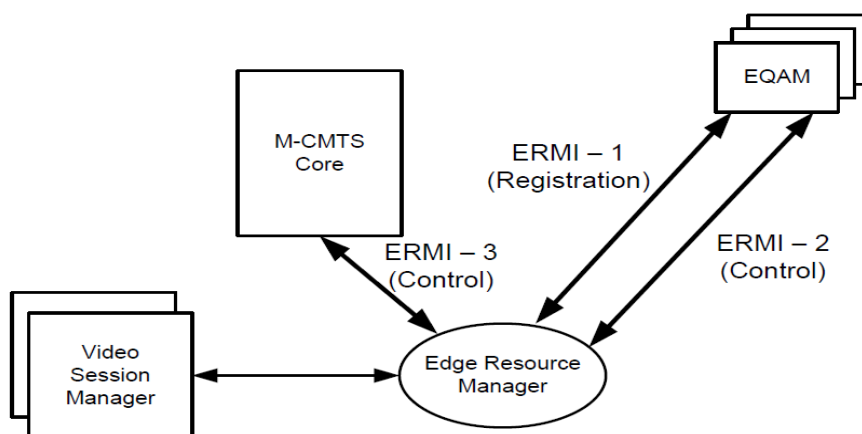 EQAM
M-CMTS
Core
ERMI – 1
(Registration)
ERMI – 2
(Control)
ERMI – 3
(Control)
Video
Session
Manager
Edge Resource
Manager